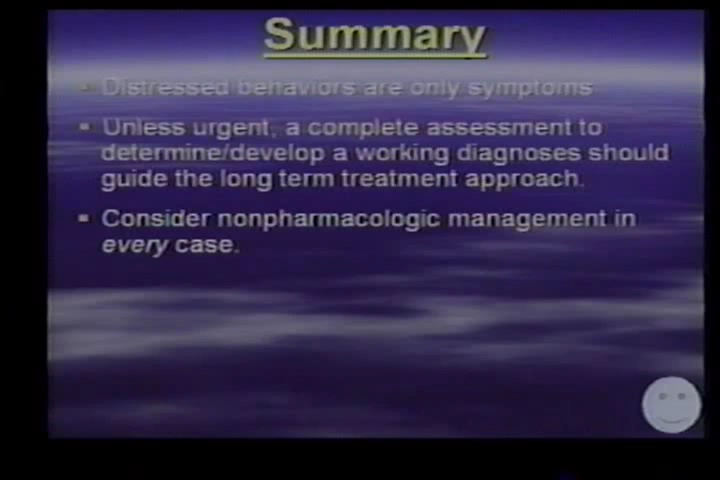 Summary
Distressed behaviors are only symptoms
Unless urgent, a complete assessment to
determine/develop a working diagnoses should
guide the long term treatment approach.
Consider nonpharmacologic management in
every case.